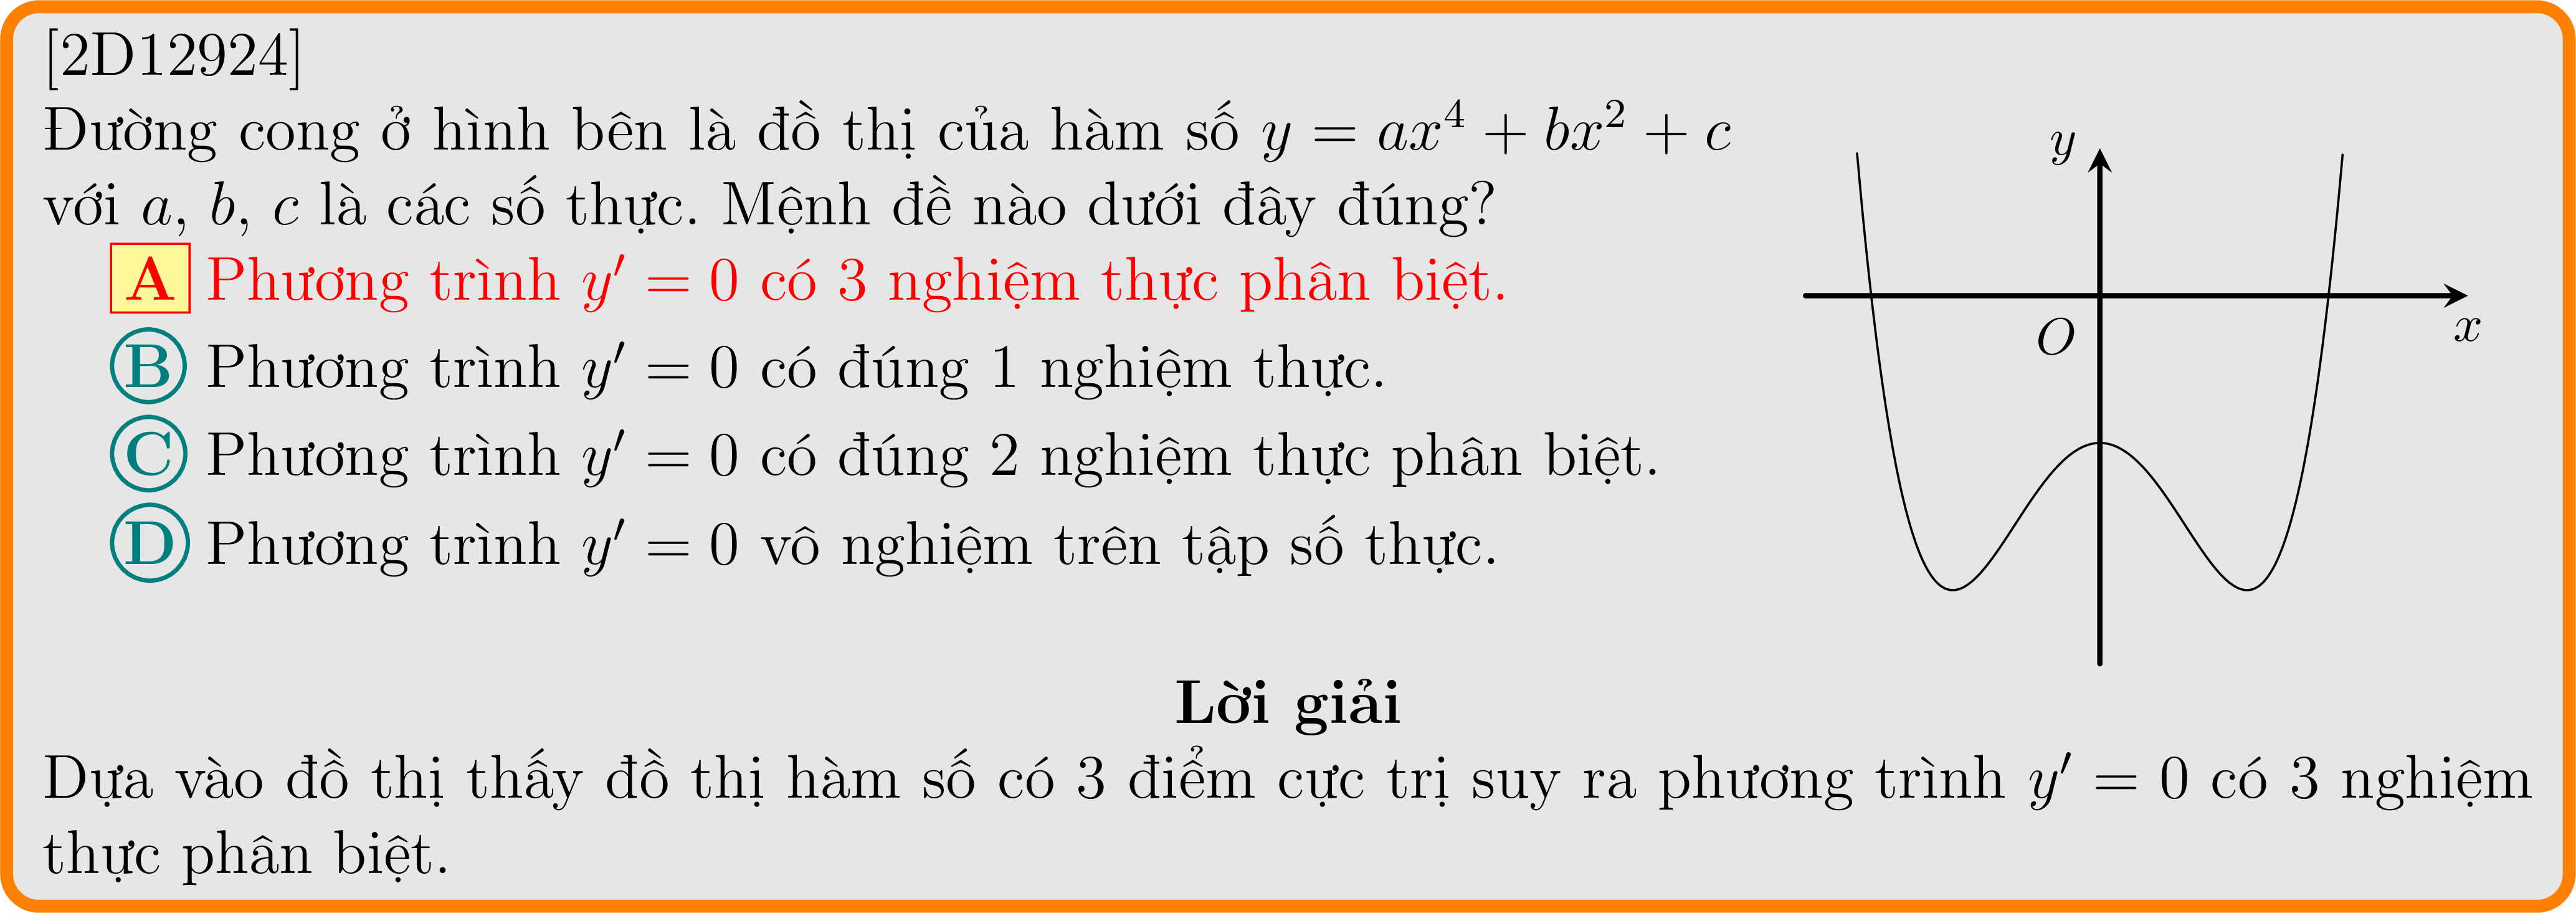 [2D12924]
Đường cong ở hình bên là đồ thị của hàm số y = ax⁴ + bx² + c
với a, b, c là các số thực. Mệnh đề nào dưới đây đúng?
A Phương trình y′ = 0 có 3 nghiệm thực phân biệt.
B Phương trình y′ = 0 có đúng 1 nghiệm thực.
C Phương trình y′ = 0 có đúng 2 nghiệm thực phân biệt.
D Phương trình y′ = 0 vô nghiệm trên tập số thực.
y
O
x
Lời giải
Dựa vào đồ thị thấy đồ thị hàm số có 3 điểm cực trị suy ra phương trình y′ = 0 có 3 nghiệm
thực phân biệt.